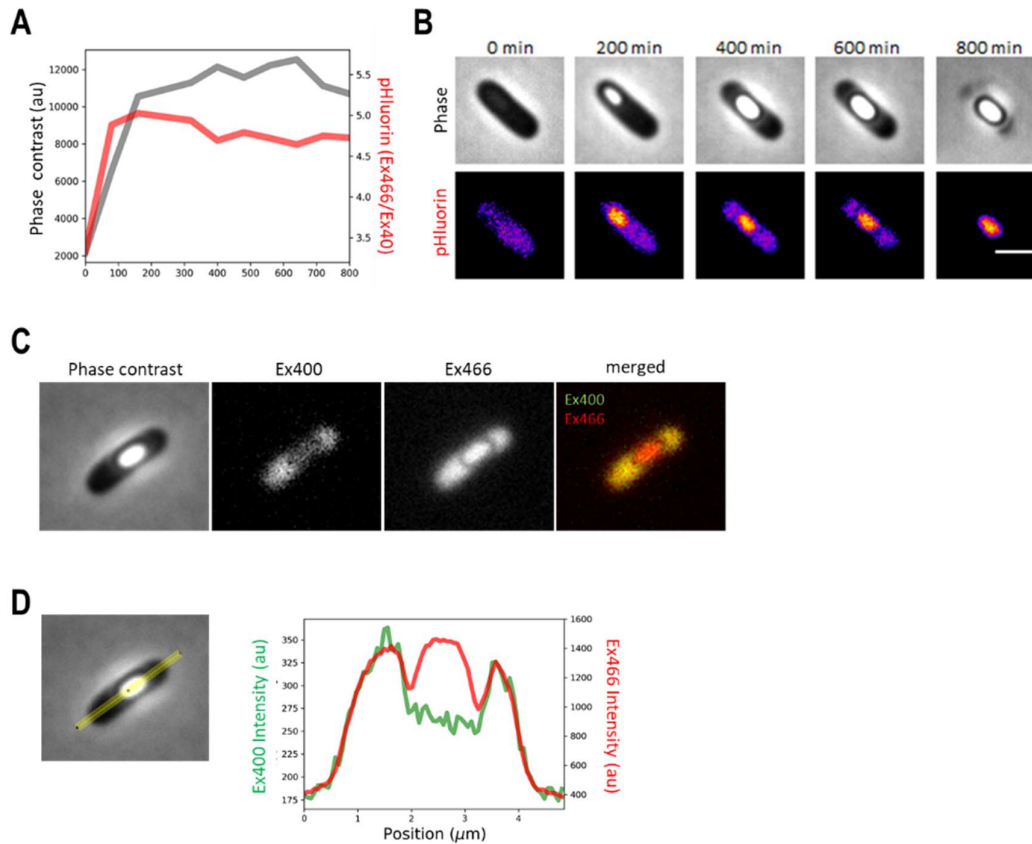 A
Phase contrast (au)
12000
10000
8000
6000
4000
2000
0 100 200 300 400 500 600 700 800
5.5
5.0
4.5
4.0
3.5
pHluorin (Ex466/Ex40)
B
0 min 200 min 400 min 600 min 800 min
Phase
pHluorin
C
Phase contrast Ex400 Ex466 merged
Ex400
Ex466
D
Ex400 Intensity (au)
350
325
300
275
250
225
200
175
0 1 2 3 4
Position (μm)
1600
1400
1200
1000
800
600
400
Ex466 Intensity (au)